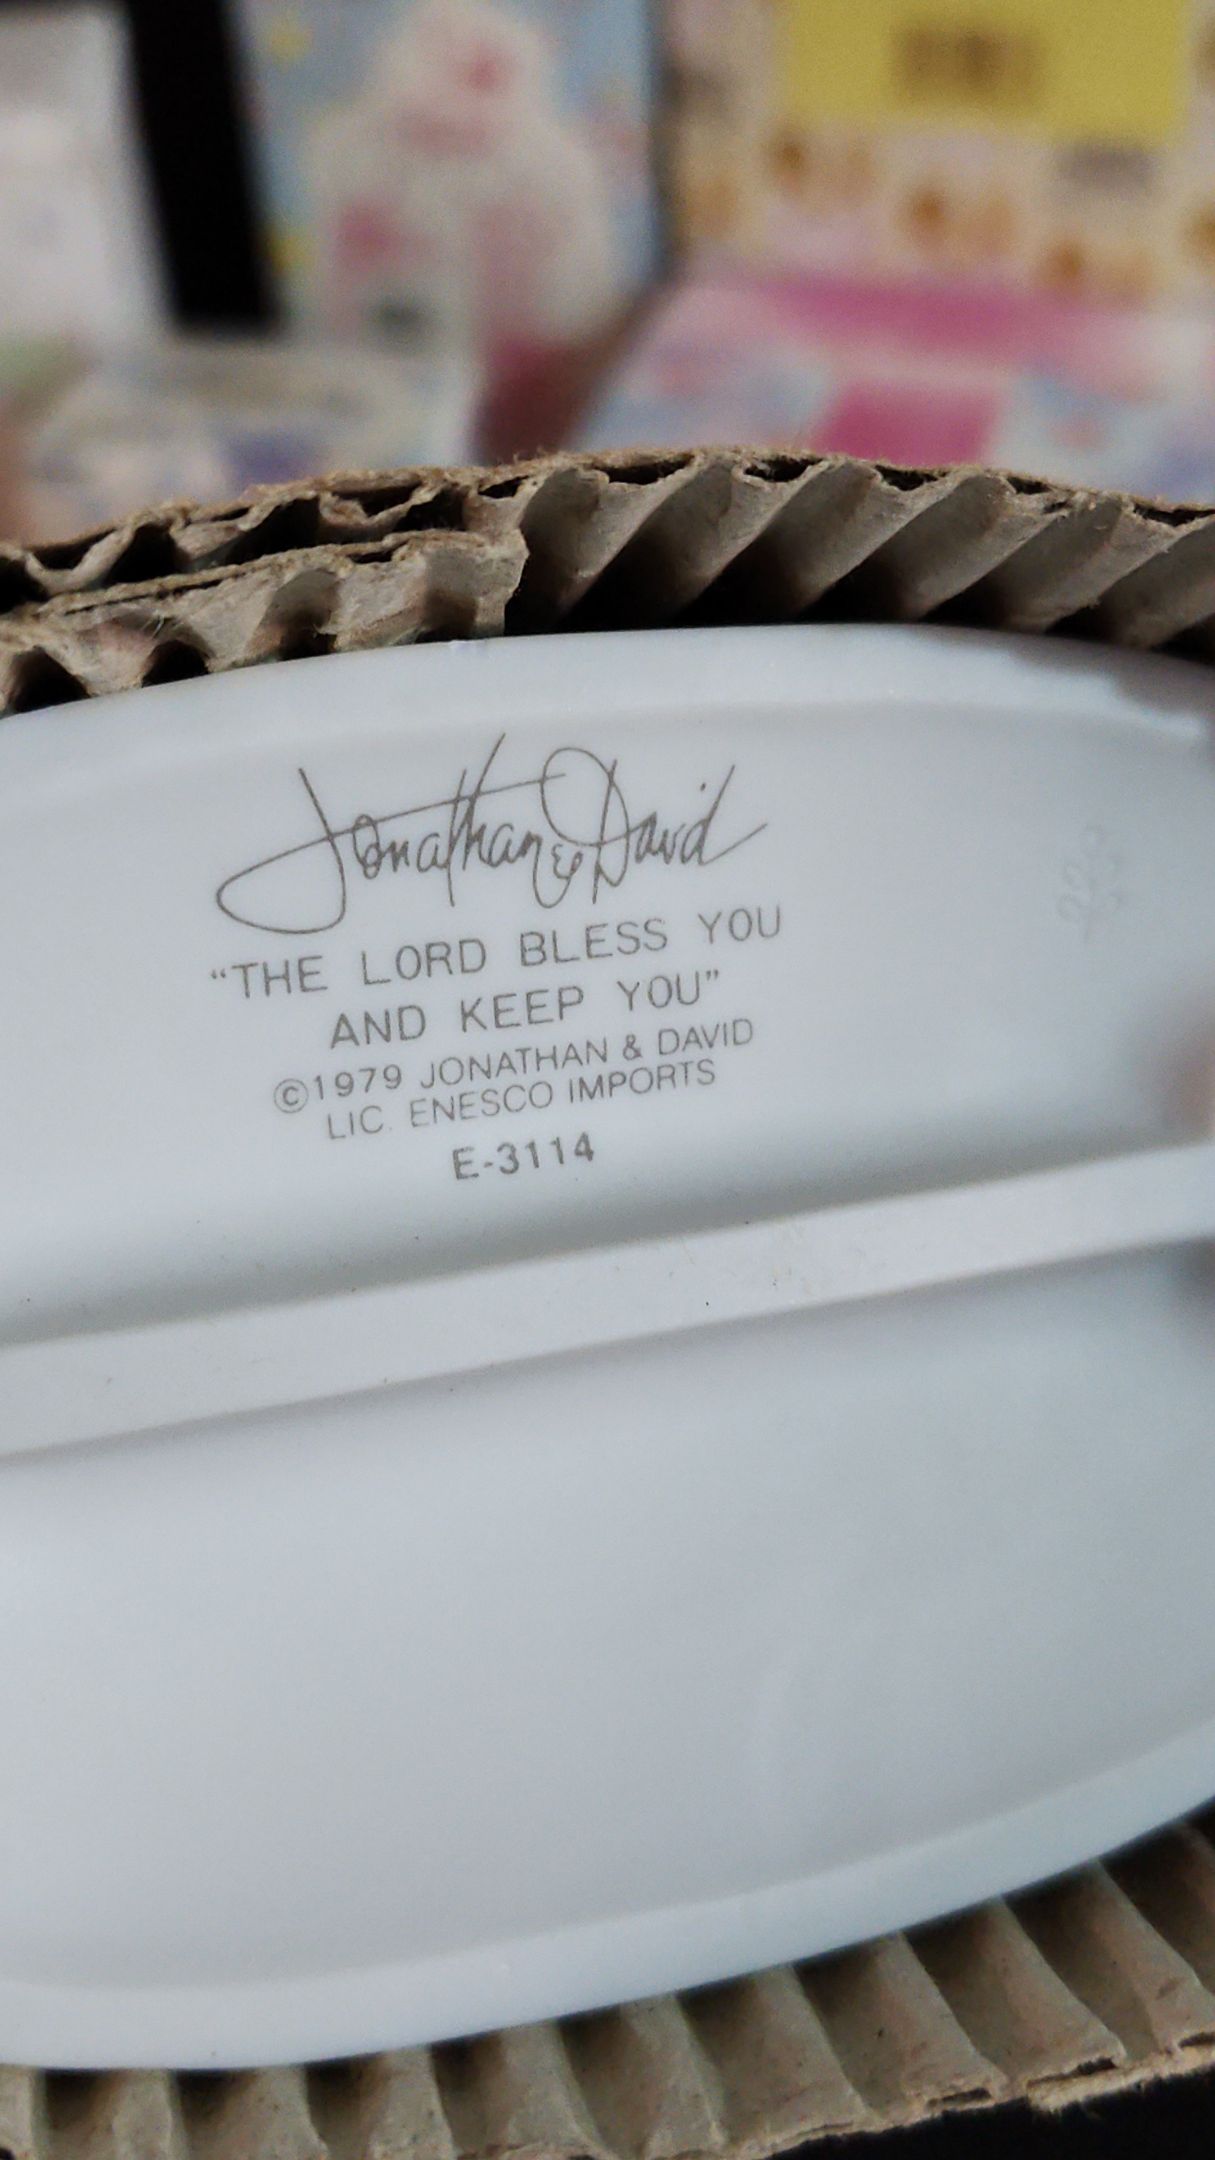 Jonathan & David
“THE LORD BLESS YOU
AND KEEP YOU”
©1979 JONATHAN & DAVID
LIC. ENESCO IMPORTS
E-3114